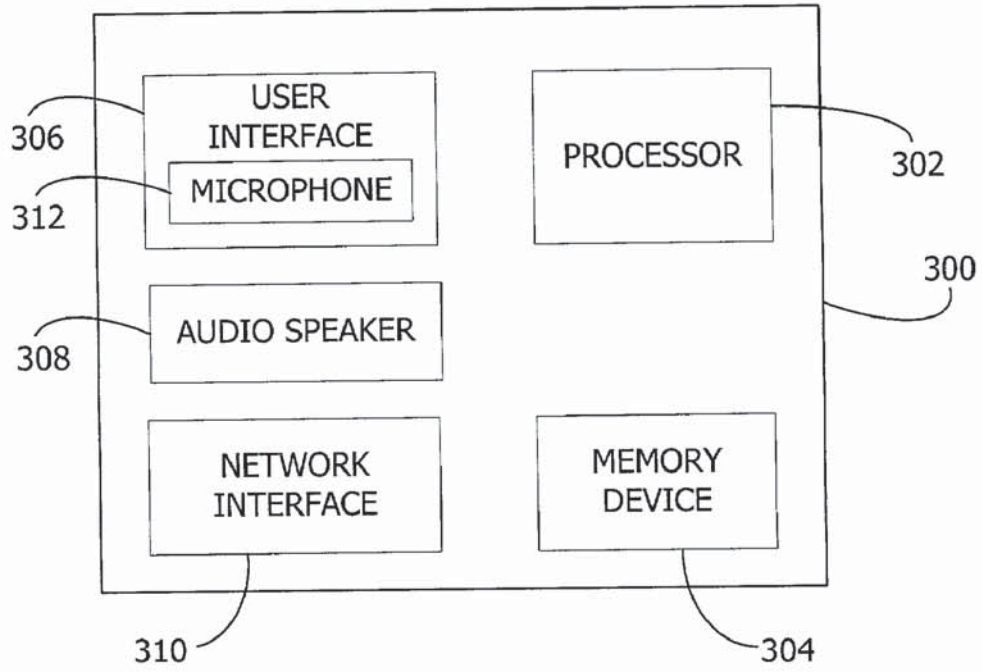 USER
INTERFACE
306
MICROPHONE
312
PROCESSOR
302
300
AUDIO SPEAKER
308
NETWORK
INTERFACE
MEMORY
DEVICE
310
304